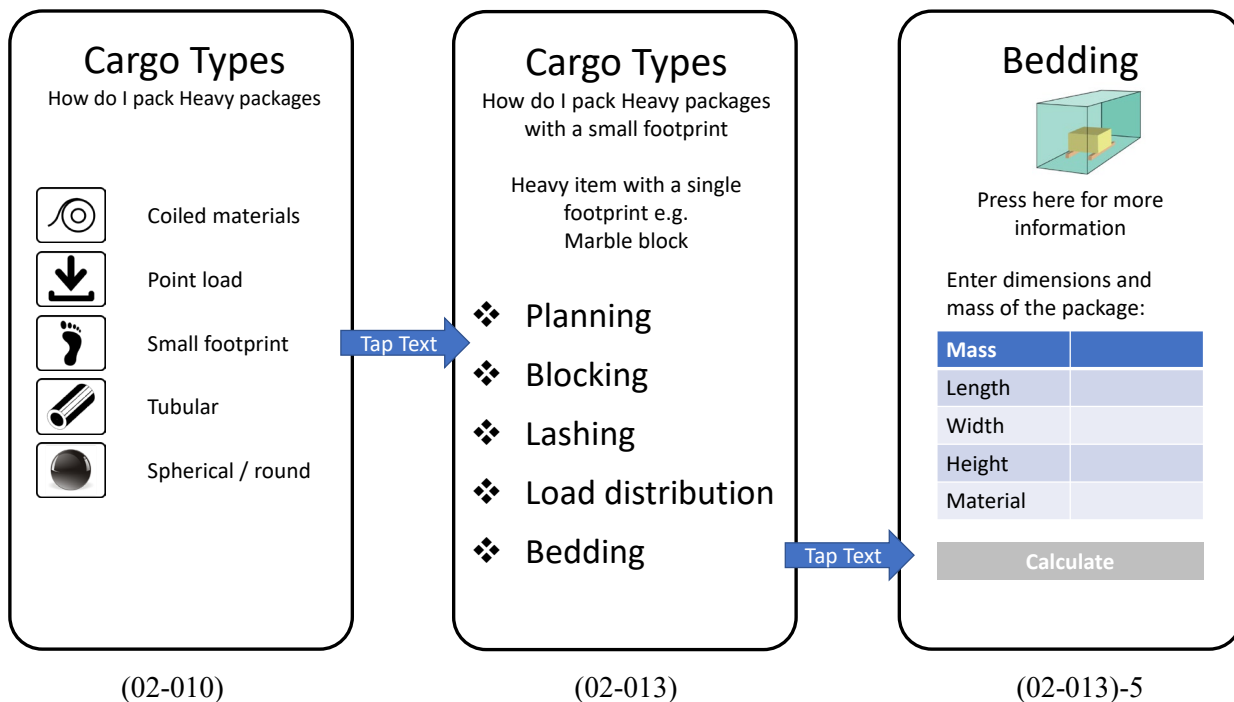 Cargo Types
How do I pack Heavy packages
Coiled materials
Point load
Small footprint
Tubular
Spherical / round
Tap Text
Cargo Types
How do I pack Heavy packages
with a small footprint
Heavy item with a single
footprint e.g.
Marble block
Planning
Blocking
Lashing
Load distribution
Bedding
Tap Text
Bedding
Press here for more
information
Enter dimensions and
mass of the package:
Mass
Length
Width
Height
Material
Calculate
(02-010)
(02-013)
(02-013)-5